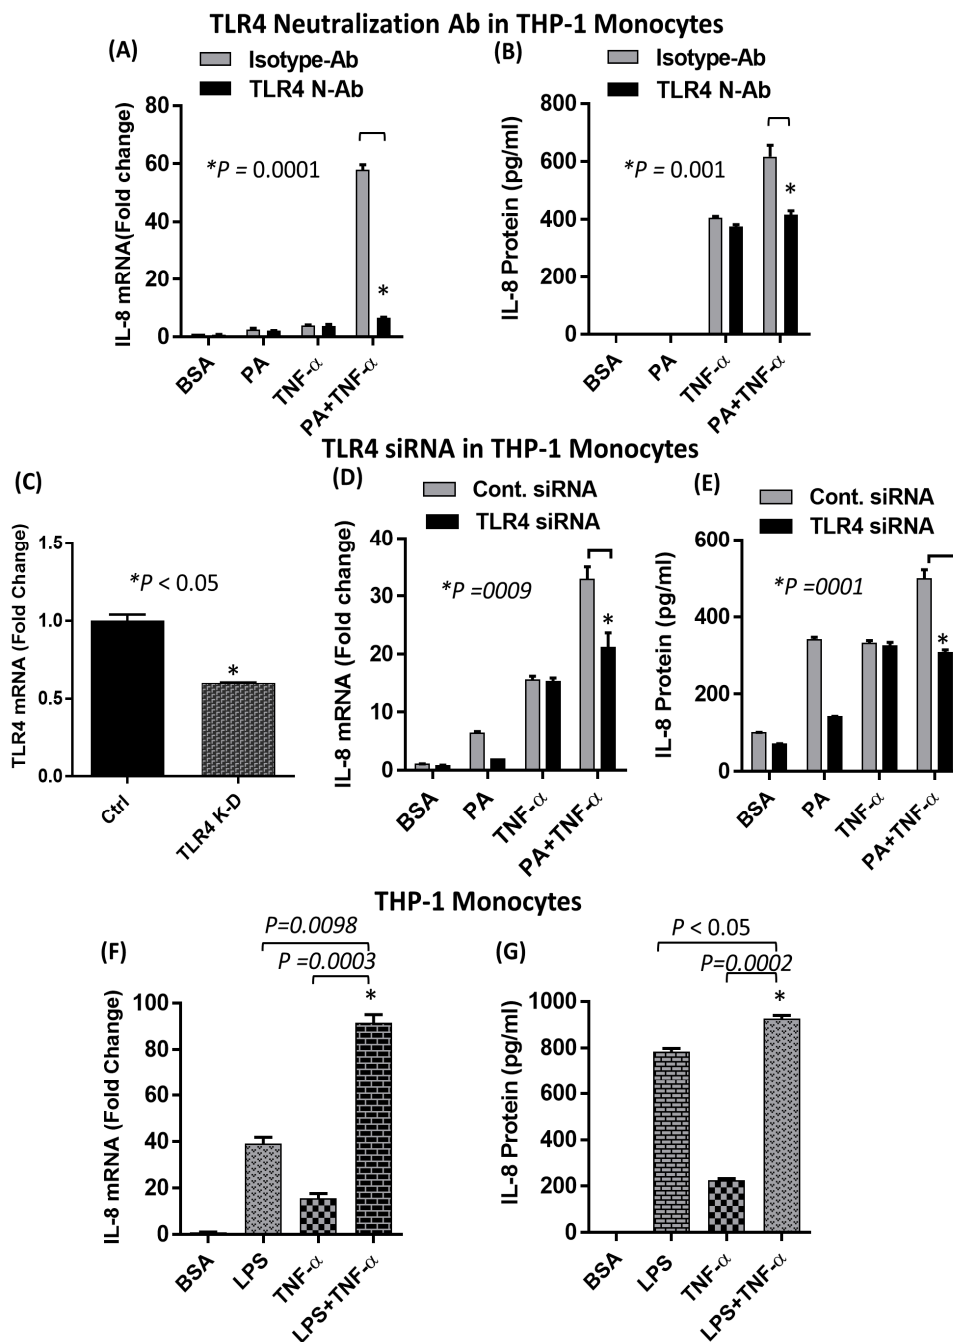 TLR4 Neutralization Ab in THP-1 Monocytes
(A)
Isotype-Ab
TLR4 N-Ab
IL-8 mRNA(Fold change)
80
60
40
20
0
*P = 0.0001
*
BSA
PA
TNF-α
PA+TNF-α
(B)
Isotype-Ab
TLR4 N-Ab
IL-8 Protein (pg/ml)
800
600
400
200
0
*P = 0.001
*
BSA
PA
TNF-α
PA+TNF-α
TLR4 siRNA in THP-1 Monocytes
(C)
TLR4 mRNA (Fold Change)
1.5
1.0
0.5
0.0
*P < 0.05
*
Ctrl
TLR4 K-D
(D)
Cont. siRNA
TLR4 siRNA
IL-8 mRNA (Fold change)
40
30
20
10
0
*P =0009
*
BSA
PA
TNF-α
PA+TNF-α
(E)
Cont. siRNA
TLR4 siRNA
IL-8 Protein (pg/ml)
600
400
200
0
*P =0001
*
BSA
PA
TNF-α
PA+TNF-α
THP-1 Monocytes
(F)
P=0.0098
P =0.0003
*
IL-8 mRNA (Fold Change)
100
80
60
40
20
0
BSA
LPS
TNF-α
LPS+TNF-α
(G)
P < 0.05
P=0.0002
*
IL-8 Protein (pg/ml)
1000
800
600
400
200
0
BSA
LPS
TNF-α
LPS+TNF-α